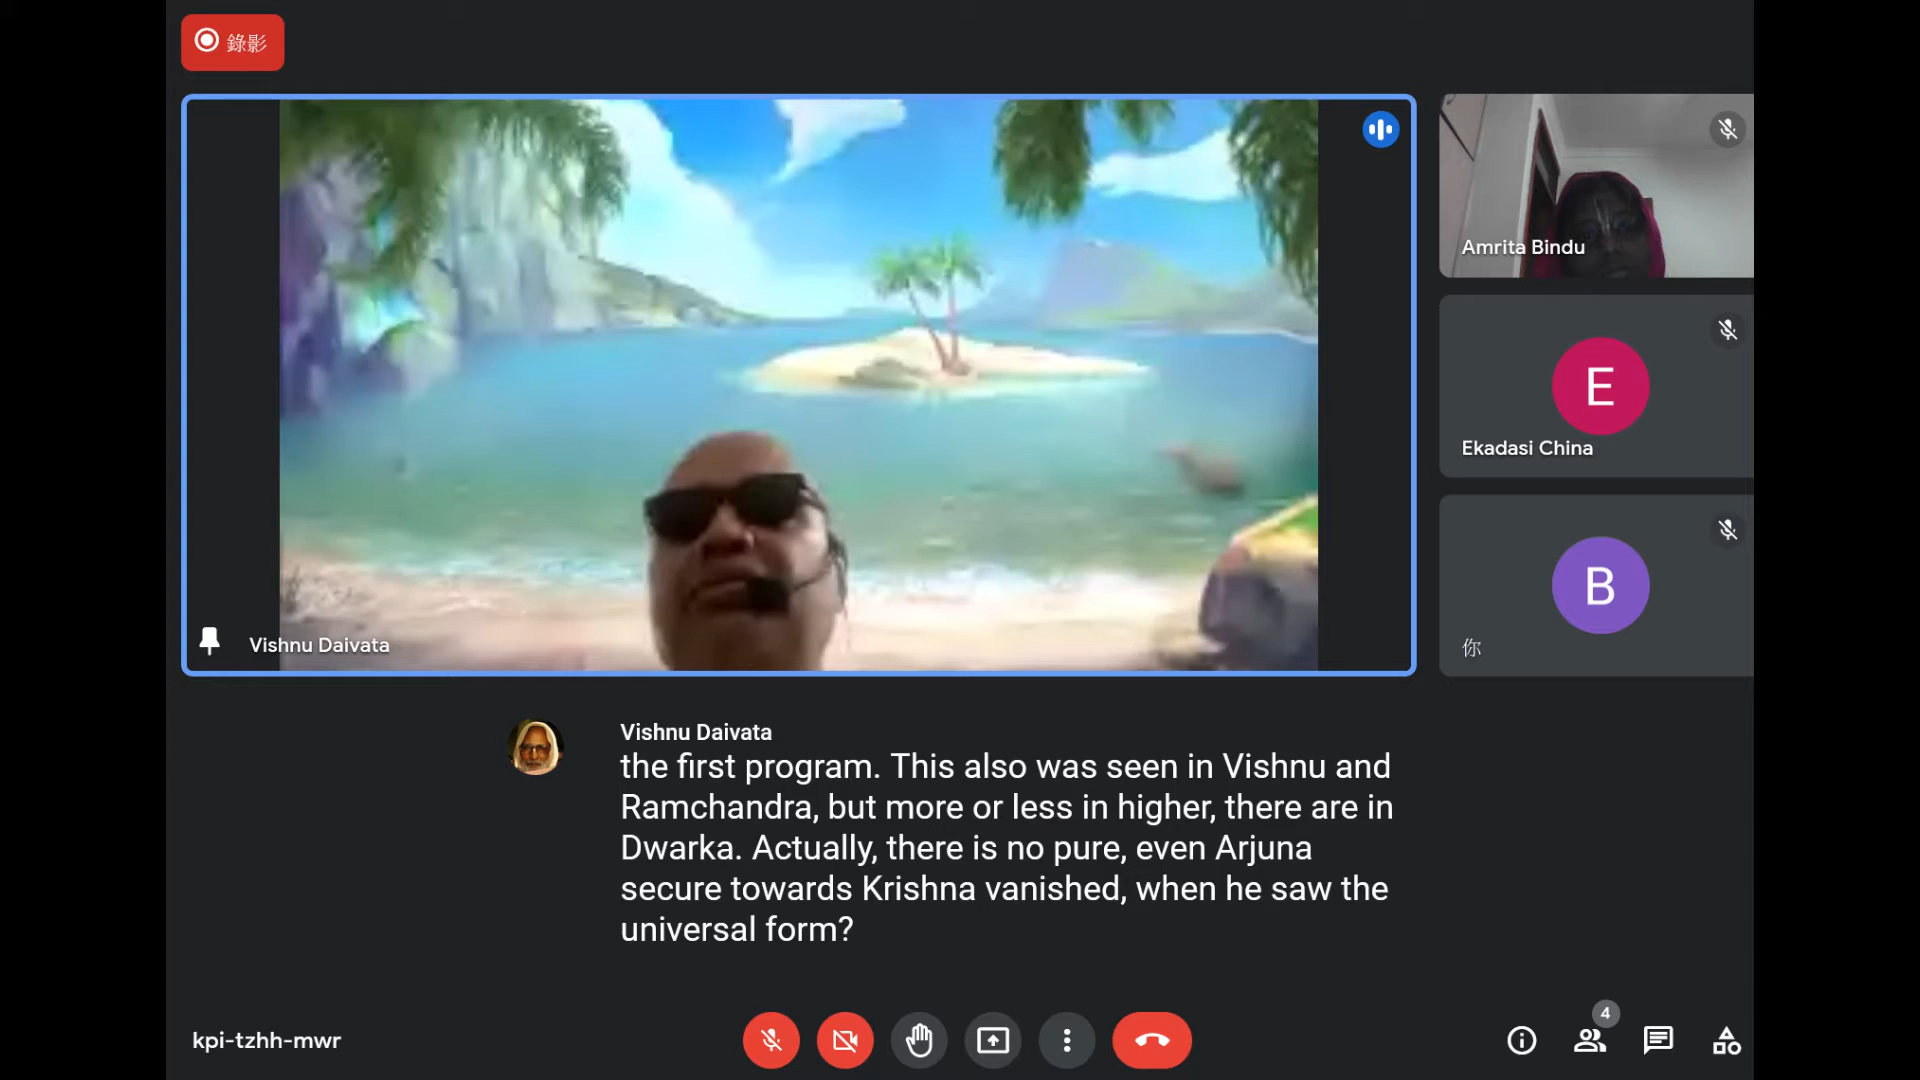 錄影
Amrita Bindu
E
Ekadasi China
B
你
Vishnu Daivata
Vishnu Daivata
the first program. This also was seen in Vishnu and
Ramchandra, but more or less in higher, there are in
Dwarka. Actually, there is no pure, even Arjuna
secure towards Krishna vanished, when he saw the
universal form?
kpi-tzhh-mwr
4